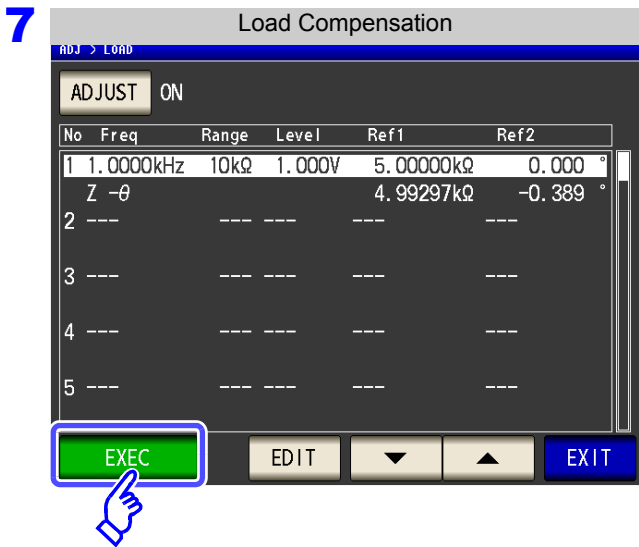 7
Load Compensation
ADJ > LOAD
ADJUST ON
No Freq Range Level Ref1 Ref2
1 1.0000kHz 10kΩ 1.000V 5.00000kΩ 0.000 °
Z -θ 4.99297kΩ -0.389 °
2 --- --- --- --- ---
3 --- --- --- --- ---
4 --- --- --- --- ---
5 --- --- --- --- ---
EXEC EDIT ▼ ▲ EXIT